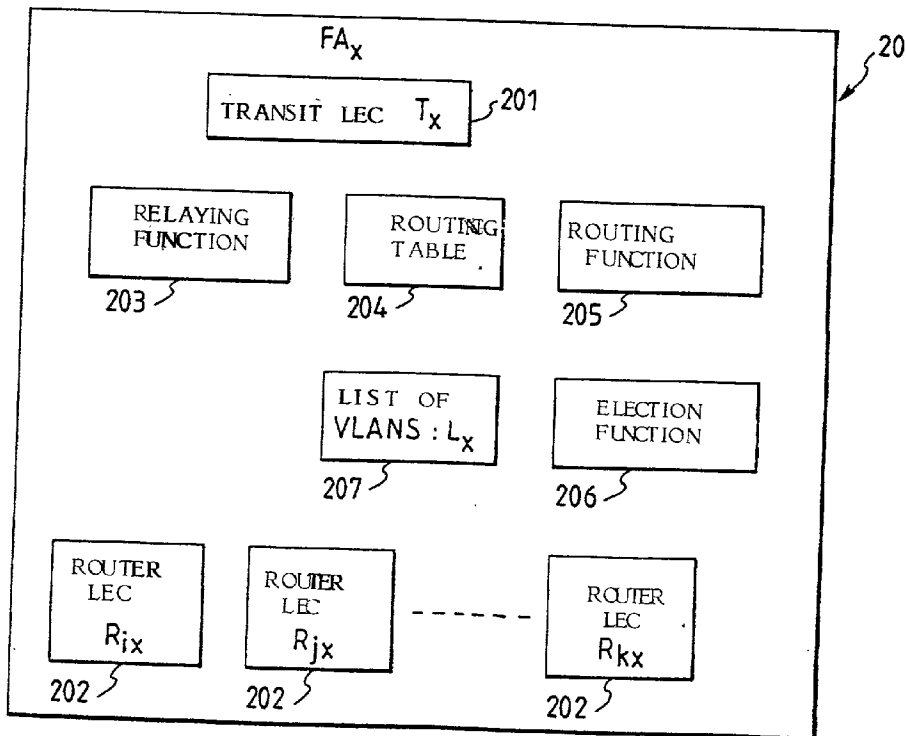 FAx
20
TRANSIT LEC Tx
201
RELAYING
FUNCTION
203
ROUTING
TABLE
204
ROUTING
FUNCTION
205
LIST OF
VLANS : Lx
207
ELECTION
FUNCTION
206
ROUTER
LEC
Rix
202
ROUTER
LEC
Rjx
202
ROUTER
LEC
Rkx
202